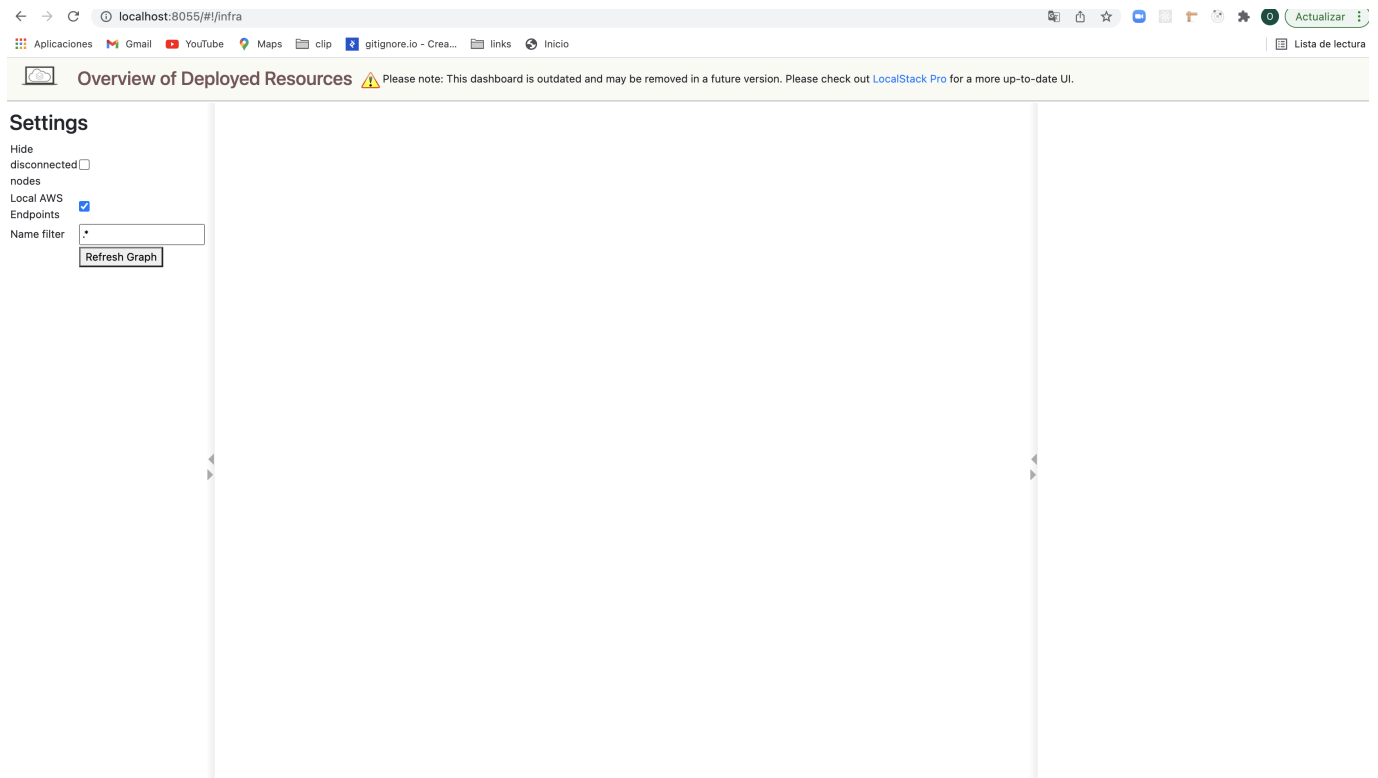 localhost:8055/#!/infra
O
Actualizar
Aplicaciones Gmail YouTube Maps clip gitignore.io - Crea... links Inicio Lista de lectura
Overview of Deployed Resources Please note: This dashboard is outdated and may be removed in a future version. Please check out LocalStack Pro for a more up-to-date UI.
Settings
Hide
disconnected
nodes
Local AWS
Endpoints
Name filter .*
Refresh Graph